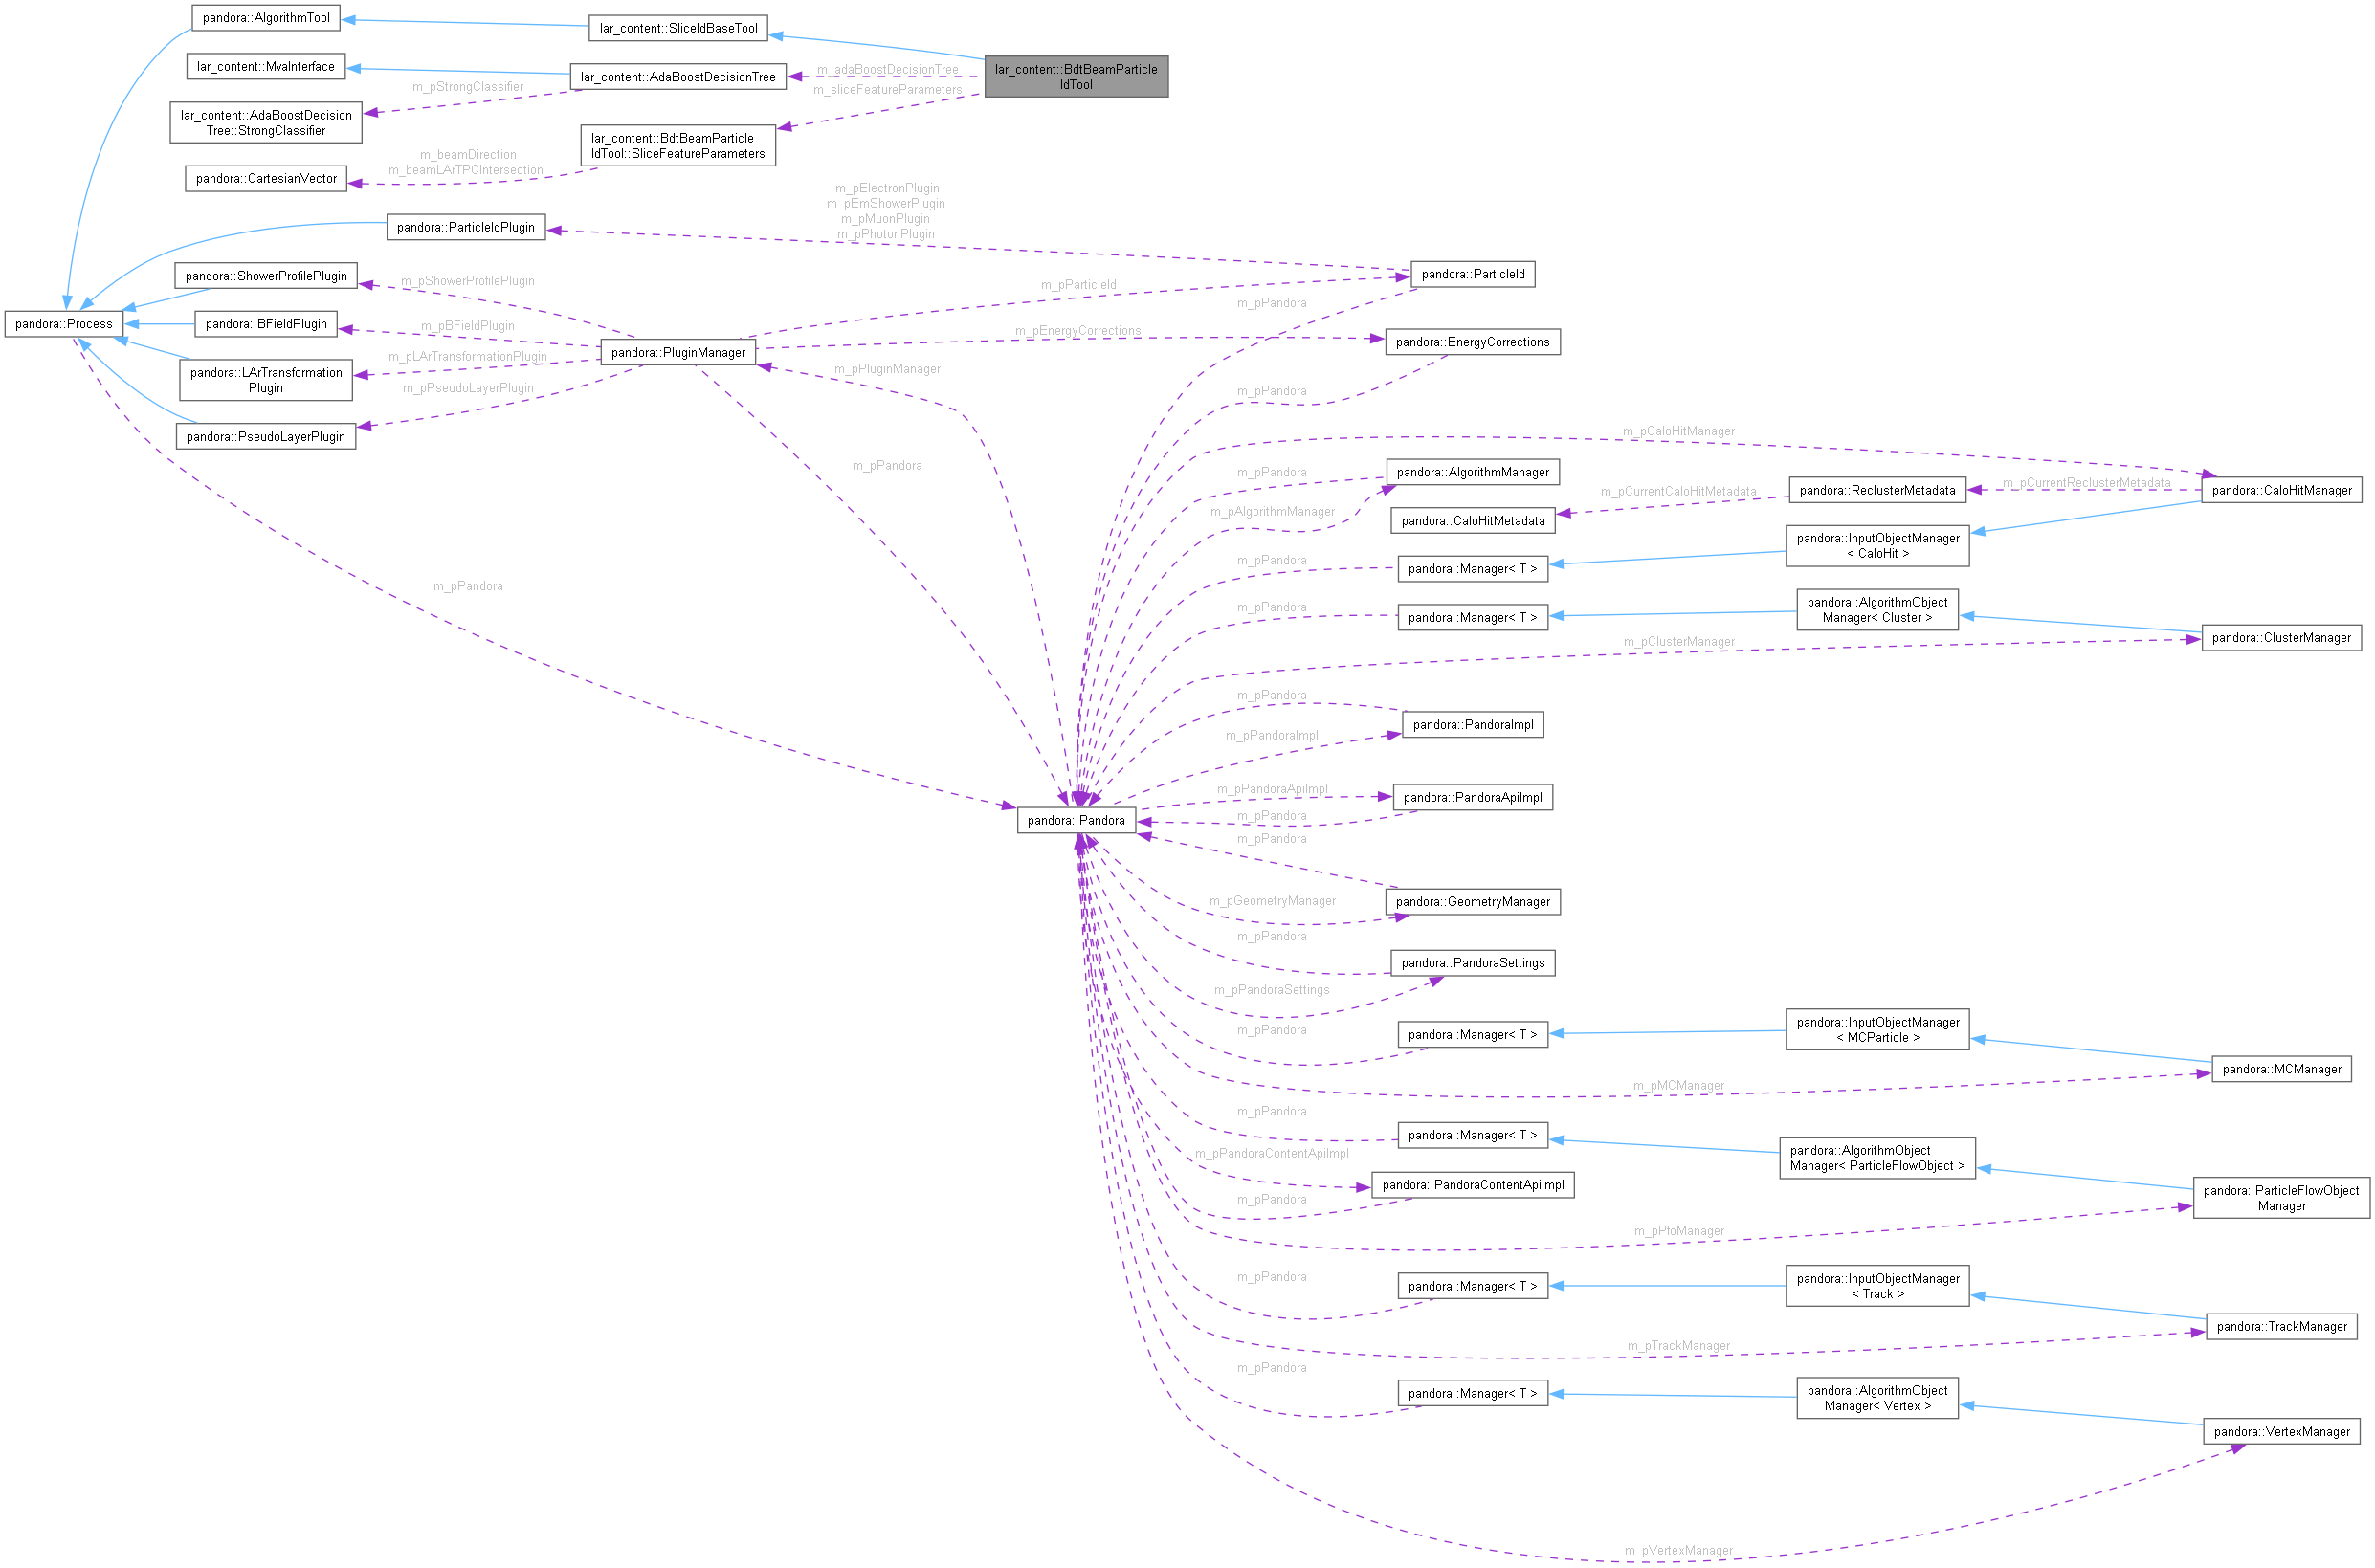 pandora::AlgorithmTool
lar_content::SliceIdBaseTool
lar_content::MvaInterface
lar_content::AdaBoostDecisionTree
m_adaBoostDecisionTree
lar_content::BdtBeamParticle
IdTool
m_pStrongClassifier
m_sliceFeatureParameters
lar_content::AdaBoostDecision
Tree::StrongClassifier
lar_content::BdtBeamParticle
IdTool::SliceFeatureParameters
m_beamDirection
m_beamLArTPCIntersection
pandora::CartesianVector
m_pElectronPlugin
m_pEmShowerPlugin
m_pMuonPlugin
m_pPhotonPlugin
pandora::ParticleIdPlugin
pandora::ShowerProfilePlugin
m_pShowerProfilePlugin
m_pParticleId
pandora::ParticleId
m_pPandora
pandora::Process
pandora::BFieldPlugin
m_pBFieldPlugin
m_pEnergyCorrections
pandora::EnergyCorrections
pandora::PluginManager
m_pLArTransformationPlugin
pandora::LArTransformation
Plugin
m_pPluginManager
m_pPseudoLayerPlugin
m_pPandora
pandora::PseudoLayerPlugin
m_pCaloHitManager
m_pPandora
m_pPandora
pandora::AlgorithmManager
m_pAlgorithmManager
m_pCurrentCaloHitMetadata
pandora::ReclusterMetadata
m_pCurrentReclusterMetadata
pandora::CaloHitManager
pandora::CaloHitMetadata
pandora::InputObjectManager
< CaloHit >
m_pPandora
pandora::Manager< T >
m_pPandora
m_pPandora
pandora::Manager< T >
pandora::AlgorithmObject
Manager< Cluster >
pandora::ClusterManager
m_pClusterManager
m_pPandora
pandora::PandoraImpl
m_pPandoraImpl
m_pPandoraApiImpl
pandora::PandoraApiImpl
pandora::Pandora
m_pPandora
m_pPandora
m_pGeometryManager
pandora::GeometryManager
m_pPandora
pandora::PandoraSettings
m_pPandoraSettings
m_pPandora
pandora::Manager< T >
pandora::InputObjectManager
< MCParticle >
pandora::MCManager
m_pMCManager
m_pPandora
pandora::Manager< T >
pandora::AlgorithmObject
Manager< ParticleFlowObject >
m_pPandoraContentApiImpl
pandora::PandoraContentApiImpl
m_pPandora
pandora::ParticleFlowObject
Manager
m_pPfoManager
m_pPandora
pandora::Manager< T >
pandora::InputObjectManager
< Track >
pandora::TrackManager
m_pTrackManager
m_pPandora
pandora::Manager< T >
pandora::AlgorithmObject
Manager< Vertex >
pandora::VertexManager
m_pVertexManager